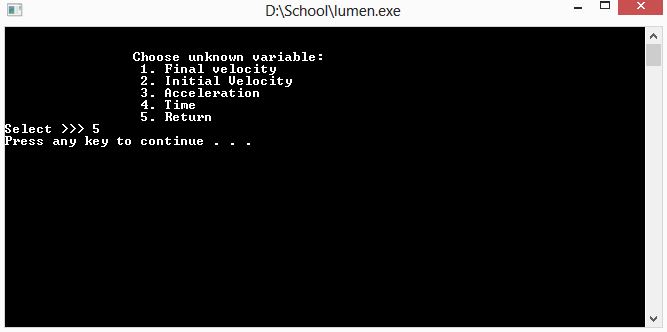 D:\School\lumen.exe
Choose unknown variable:
1. Final velocity
2. Initial Velocity
3. Acceleration
4. Time
5. Return
Select >>> 5
Press any key to continue . . .